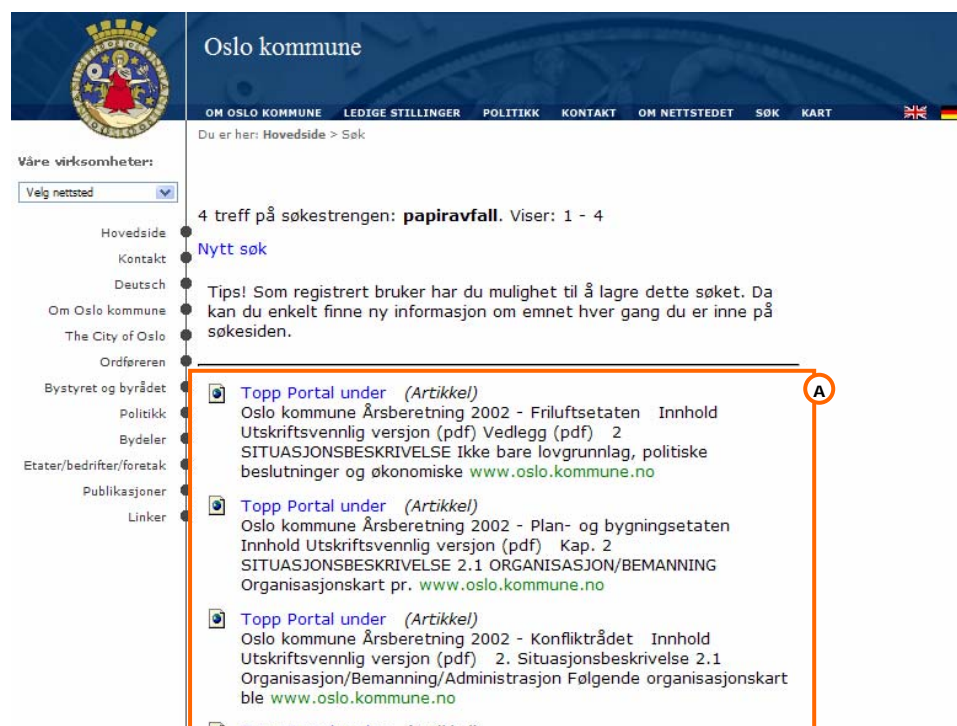 Oslo kommune
OM OSLO KOMMUNE LEDIGE STILLINGER POLITIKK KONTAKT OM NETTSTEDET SØK KART
Du er her: Hovedside > Søk
Våre virksomheter:
Velg nettsted
Hovedside
Kontakt
Deutsch
Om Oslo kommune
The City of Oslo
Ordføreren
Bystyret og byrådet
Politikk
Bydeler
Etater/bedrifter/foretak
Publikasjoner
Linker
4 treff på søkestrengen: papiravfall. Viser: 1 - 4
Nytt søk
Tips! Som registrert bruker har du mulighet til å lagre dette søket. Da
kan du enkelt finne ny informasjon om emnet hver gang du er inne på
søkesiden.
A
Topp Portal under (Artikkel)
Oslo kommune Årsberetning 2002 - Friluftsetaten Innhold
Utskriftsvennlig versjon (pdf) Vedlegg (pdf) 2
SITUASJONSBESKRIVELSE Ikke bare lovgrunnlag, politiske
beslutninger og økonomiske www.oslo.kommune.no
Topp Portal under (Artikkel)
Oslo kommune Årsberetning 2002 - Plan- og bygningsetaten
Innhold Utskriftsvennlig versjon (pdf) Kap. 2
SITUASJONSBESKRIVELSE 2.1 ORGANISASJON/BEMANNING
Organisasjonskart pr. www.oslo.kommune.no
Topp Portal under (Artikkel)
Oslo kommune Årsberetning 2002 - Konfliktrådet Innhold
Utskriftsvennlig versjon (pdf) 2. Situasjonsbeskrivelse 2.1
Organisasjon/Bemanning/Administrasjon Følgende organisasjonskart
ble www.oslo.kommune.no